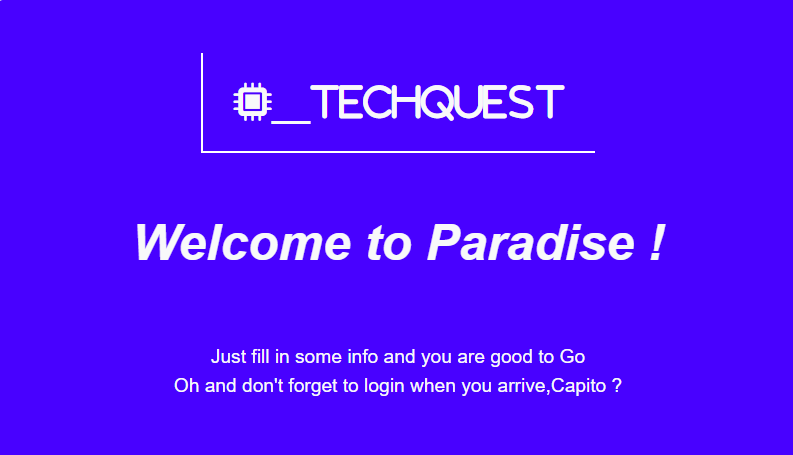 _TECHQUEST
Welcome to Paradise !
Just fill in some info and you are good to Go
Oh and don't forget to login when you arrive,Capito ?